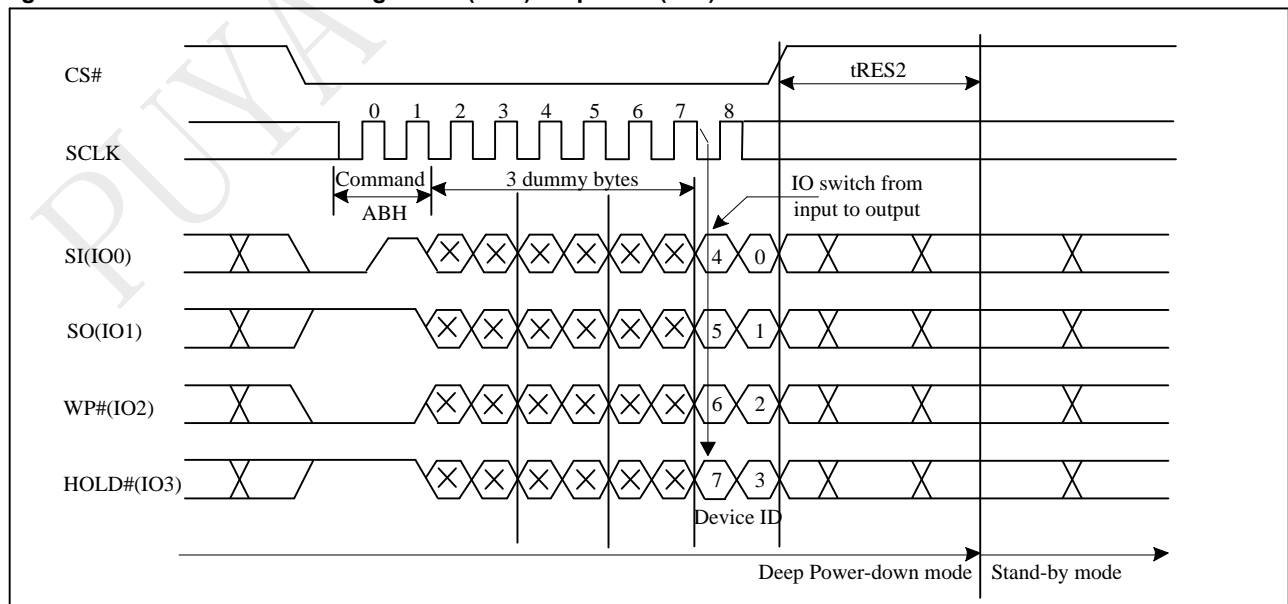 PUYA
CS#
tRES2
0 1 2 3 4 5 6 7 8
SCLK
Command
3 dummy bytes
IO switch from
input to output
ABH
SI(IO0)
4 0
SO(IO1)
5 1
WP#(IO2)
6 2
HOLD#(IO3)
7 3
Device ID
Deep Power-down mode Stand-by mode